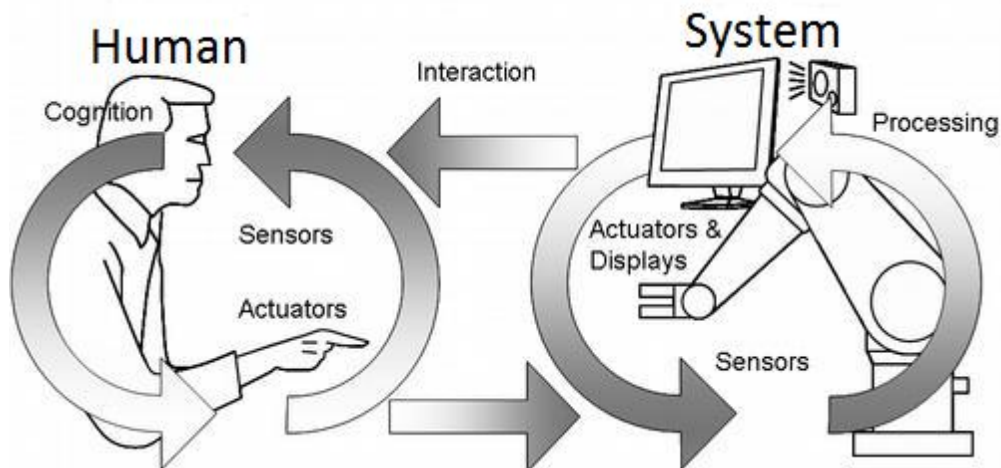 Human
System
Interaction
Cognition
Processing
Sensors
Actuators &
Displays
Actuators
Sensors